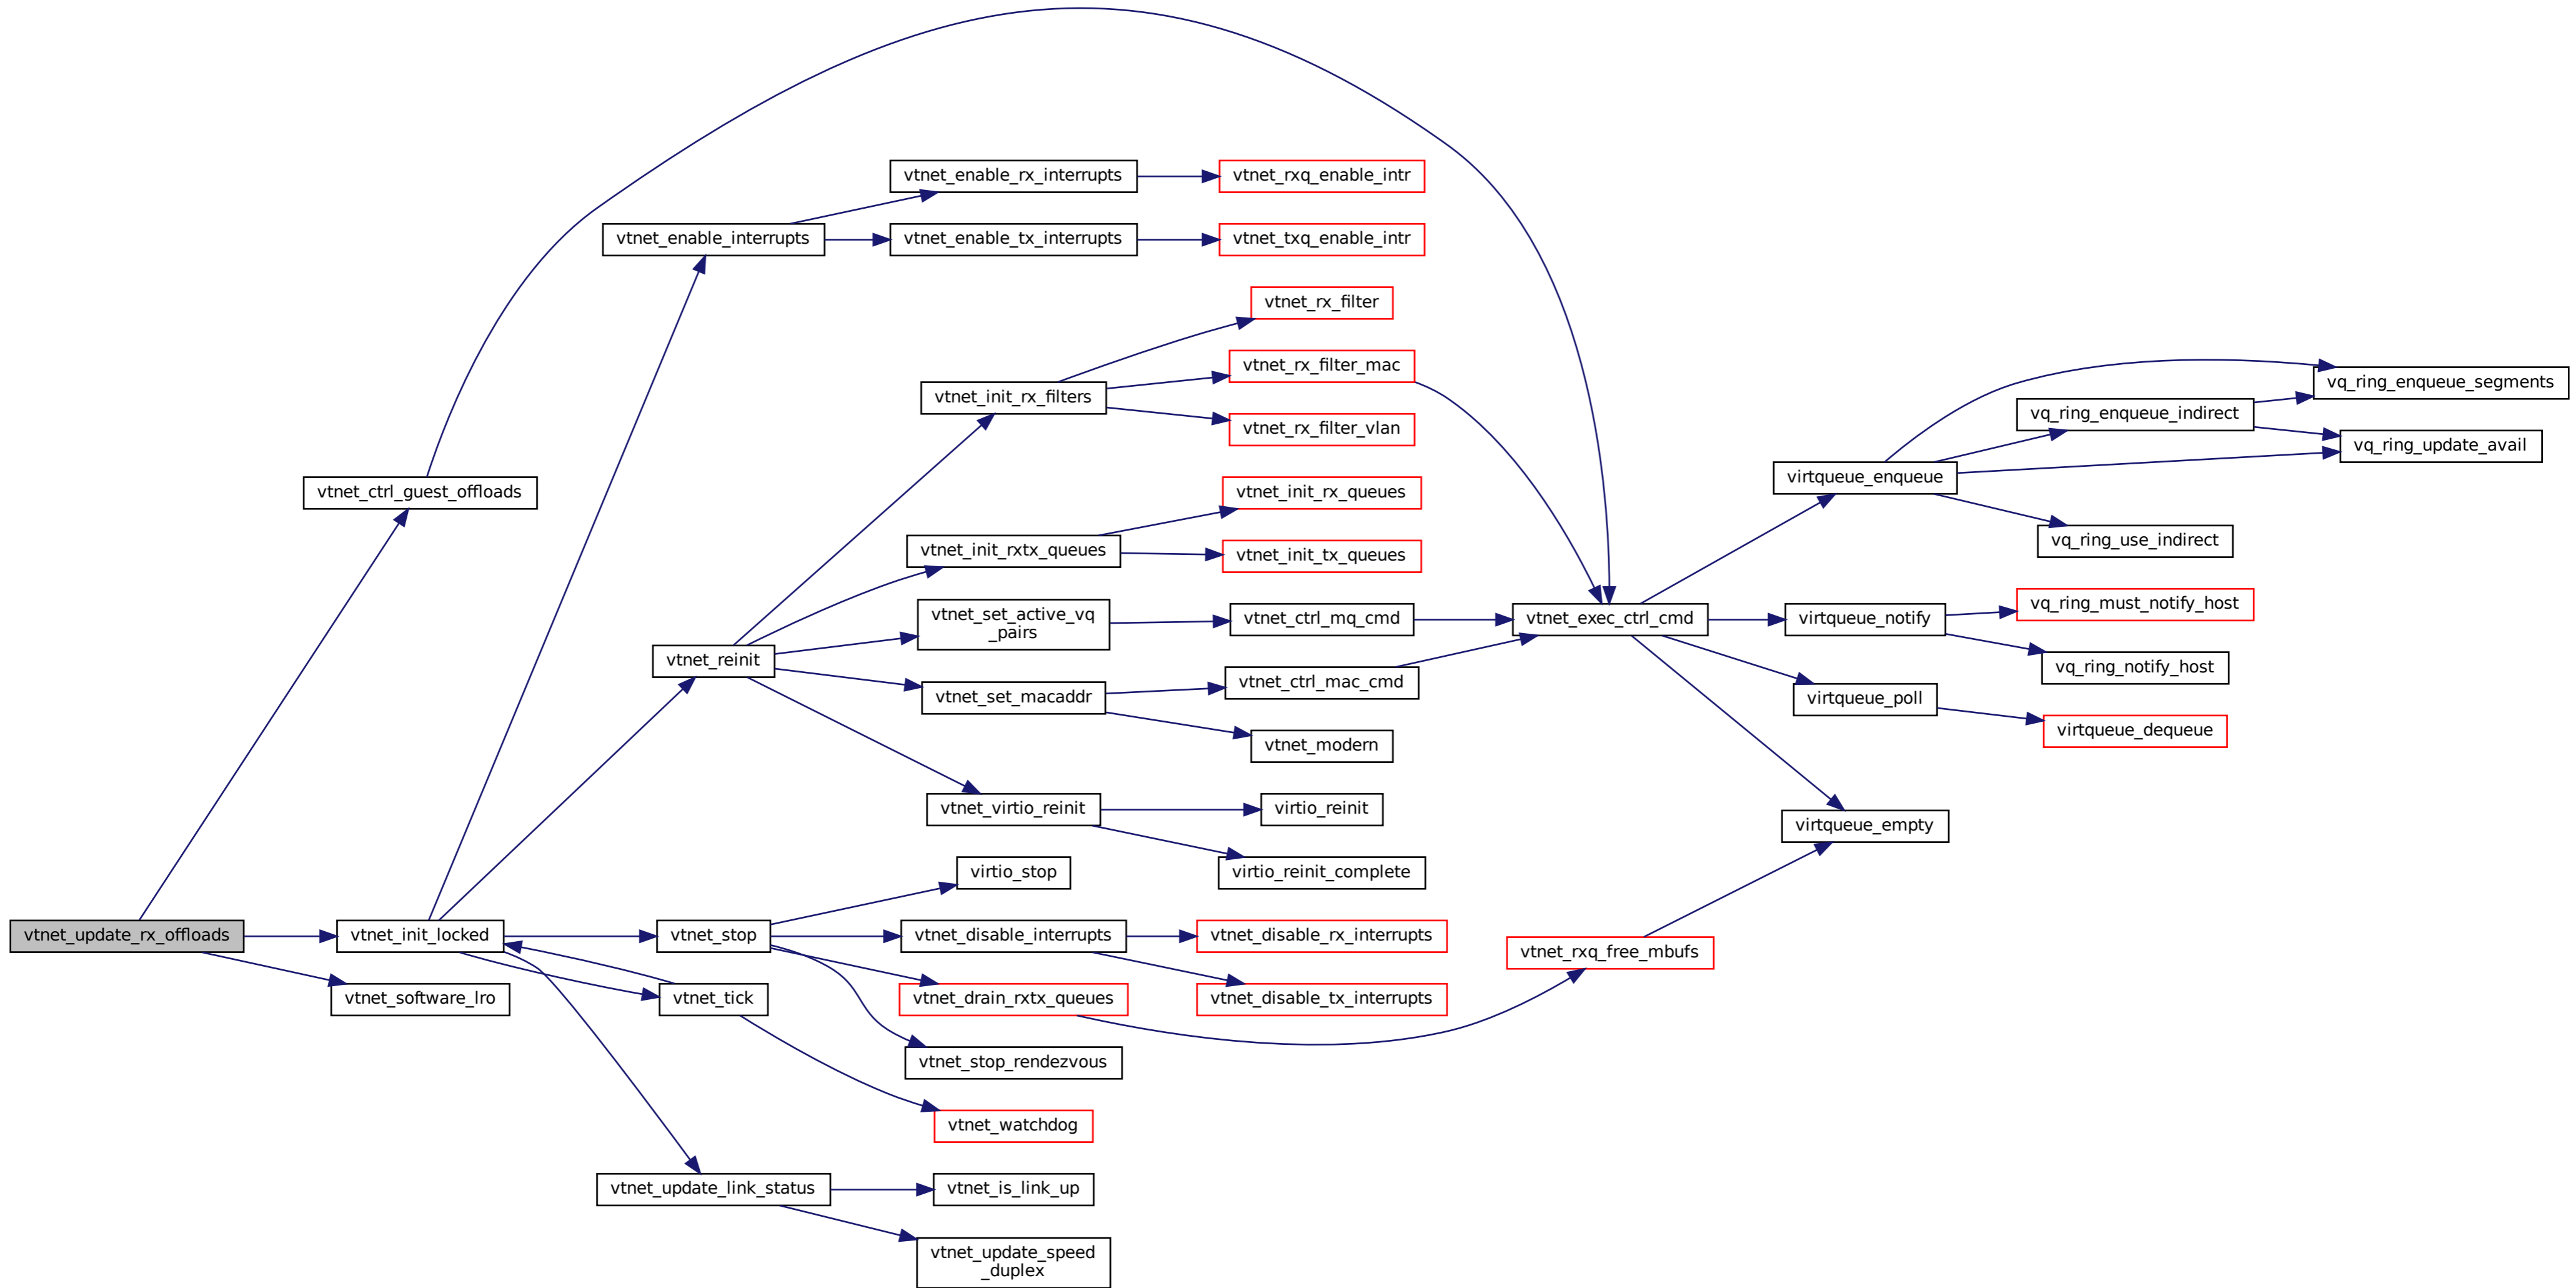 vtnet_enable_rx_interrupts
vtnet_rxq_enable_intr
vtnet_enable_interrupts
vtnet_enable_tx_interrupts
vtnet_txq_enable_intr
vtnet_rx_filter
vtnet_rx_filter_mac
vtnet_init_rx_filters
vtnet_rx_filter_vlan
vq_ring_enqueue_segments
vq_ring_enqueue_indirect
vq_ring_update_avail
virtqueue_enqueue
vq_ring_use_indirect
vtnet_ctrl_guest_offloads
vtnet_init_rx_queues
vtnet_init_rxtx_queues
vtnet_init_tx_queues
vtnet_set_active_vq
_pairs
vtnet_ctrl_mq_cmd
vtnet_exec_ctrl_cmd
virtqueue_notify
vq_ring_must_notify_host
vq_ring_notify_host
vtnet_reinit
vtnet_set_macaddr
vtnet_ctrl_mac_cmd
virtqueue_poll
virtqueue_dequeue
vtnet_modern
vtnet_virtio_reinit
virtio_reinit
virtqueue_empty
virtio_stop
virtio_reinit_complete
vtnet_update_rx_offloads
vtnet_init_locked
vtnet_stop
vtnet_disable_interrupts
vtnet_disable_rx_interrupts
vtnet_rxq_free_mbufs
vtnet_software_lro
vtnet_tick
vtnet_drain_rxtx_queues
vtnet_disable_tx_interrupts
vtnet_stop_rendezvous
vtnet_watchdog
vtnet_update_link_status
vtnet_is_link_up
vtnet_update_speed
_duplex